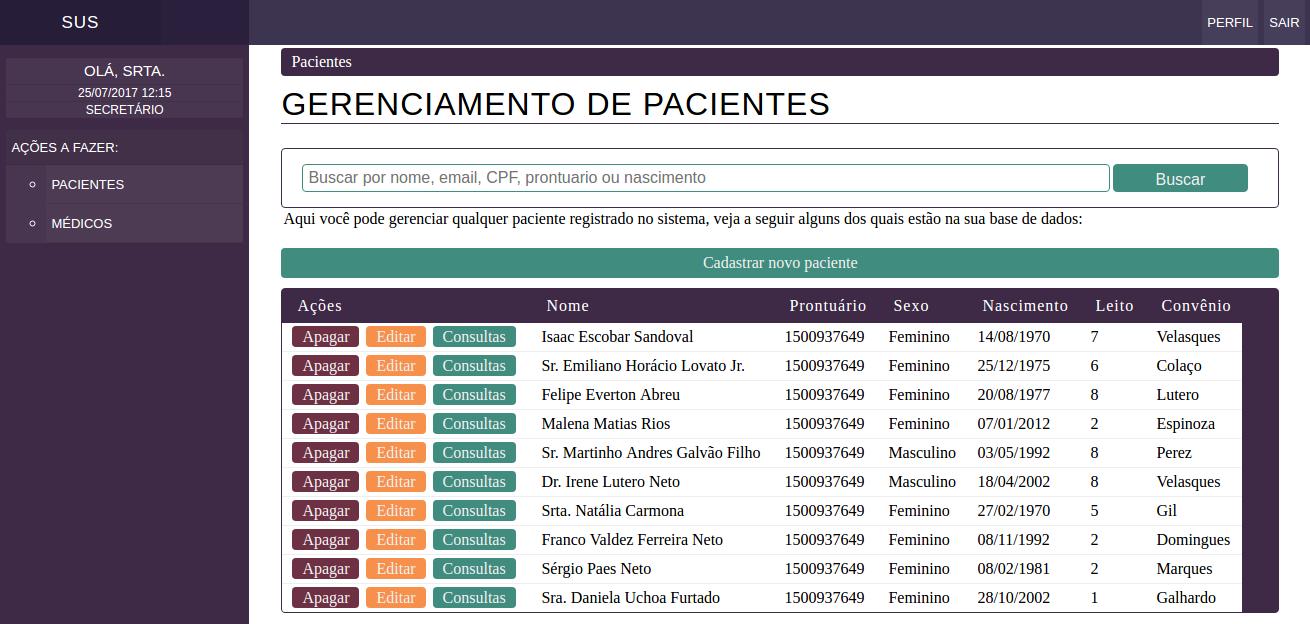 SUS
PERFIL SAIR
OLÁ, SRTA.
25/07/2017 12:15
SECRETÁRIO
AÇÕES A FAZER:
PACIENTES
MÉDICOS
Pacientes
GERENCIAMENTO DE PACIENTES
Buscar por nome, email, CPF, prontuario ou nascimento Buscar
Aqui você pode gerenciar qualquer paciente registrado no sistema, veja a seguir alguns dos quais estão na sua base de dados:
Cadastrar novo paciente
Ações Nome Prontuário Sexo Nascimento Leito Convênio
Apagar Editar Consultas Isaac Escobar Sandoval 1500937649 Feminino 14/08/1970 7 Velasques
Apagar Editar Consultas Sr. Emiliano Horácio Lovato Jr. 1500937649 Feminino 25/12/1975 6 Colaço
Apagar Editar Consultas Felipe Everton Abreu 1500937649 Feminino 20/08/1977 8 Lutero
Apagar Editar Consultas Malena Matias Rios 1500937649 Feminino 07/01/2012 2 Espinoza
Apagar Editar Consultas Sr. Martinho Andres Galvão Filho 1500937649 Masculino 03/05/1992 8 Perez
Apagar Editar Consultas Dr. Irene Lutero Neto 1500937649 Masculino 18/04/2002 8 Velasques
Apagar Editar Consultas Srta. Natália Carmona 1500937649 Feminino 27/02/1970 5 Gil
Apagar Editar Consultas Franco Valdez Ferreira Neto 1500937649 Feminino 08/11/1992 2 Domingues
Apagar Editar Consultas Sérgio Paes Neto 1500937649 Feminino 08/02/1981 2 Marques
Apagar Editar Consultas Sra. Daniela Uchoa Furtado 1500937649 Feminino 28/10/2002 1 Galhardo